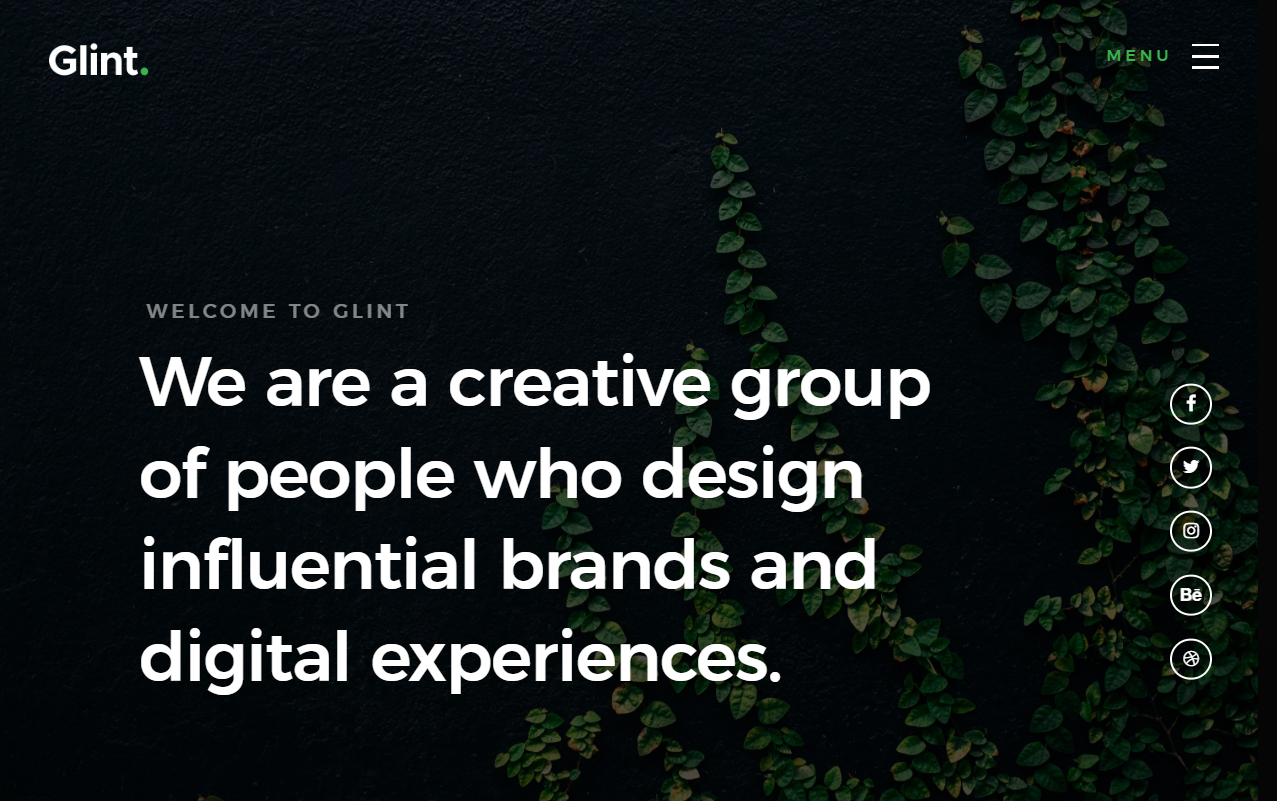 Glint.
MENU
WELCOME TO GLINT
We are a creative group
of people who design
influential brands and
digital experiences.
Bē